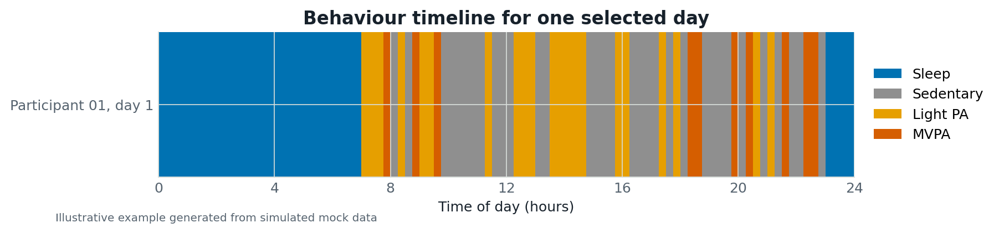 Behaviour timeline for one selected day
Participant 01, day 1
Sleep
Sedentary
Light PA
MVPA
0 4 8 12 16 20 24
Time of day (hours)
Illustrative example generated from simulated mock data